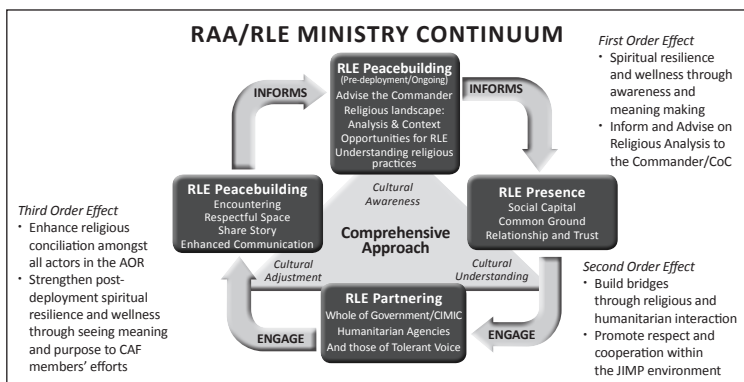 RAA/RLE MINISTRY CONTINUUM
First Order Effect
• Spiritual resilience
and wellness through
awareness and
meaning making
• Inform and Advise on
Religious Analysis to
the Commander/CoC
RLE Peacebuilding
(Pre-deployment/Ongoing)
Advise the Commander
Religious landscape:
Analysis & Context
Opportunities for RLE
Understanding religious
practices
INFORMS
INFORMS
RLE Peacebuilding
Encountering
Respectful Space
Share Story
Enhanced Communication
Cultural
Awareness
Comprehensive
Approach
Cultural
Adjustment
Cultural
Understanding
RLE Presence
Social Capital
Common Ground
Relationship and Trust
Third Order Effect
• Enhance religious
conciliation amongst
all actors in the AOR
• Strengthen post-
deployment spiritual
resilience and wellness
through seeing meaning
and purpose to CAF
members’ efforts
RLE Partnering
Whole of Government/CIMIC
Humanitarian Agencies
And those of Tolerant Voice
ENGAGE
ENGAGE
Second Order Effect
• Build bridges
through religious and
humanitarian interaction
• Promote respect and
cooperation within
the JIMP environment